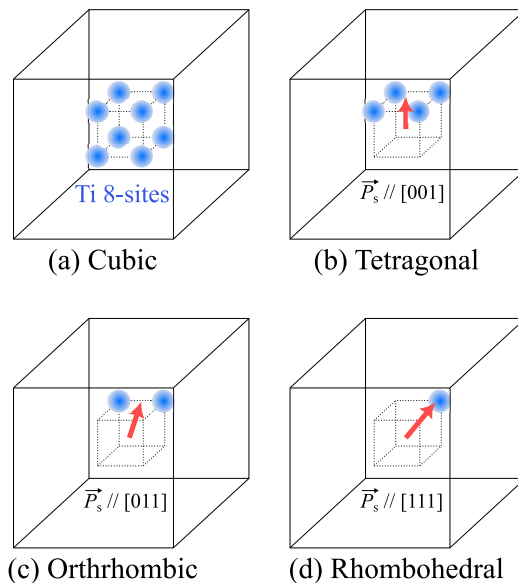 Ti 8-sites
(a) Cubic
P⃗s // [001]
(b) Tetragonal
P⃗s // [011]
(c) Orthrhombic
P⃗s // [111]
(d) Rhombohedral